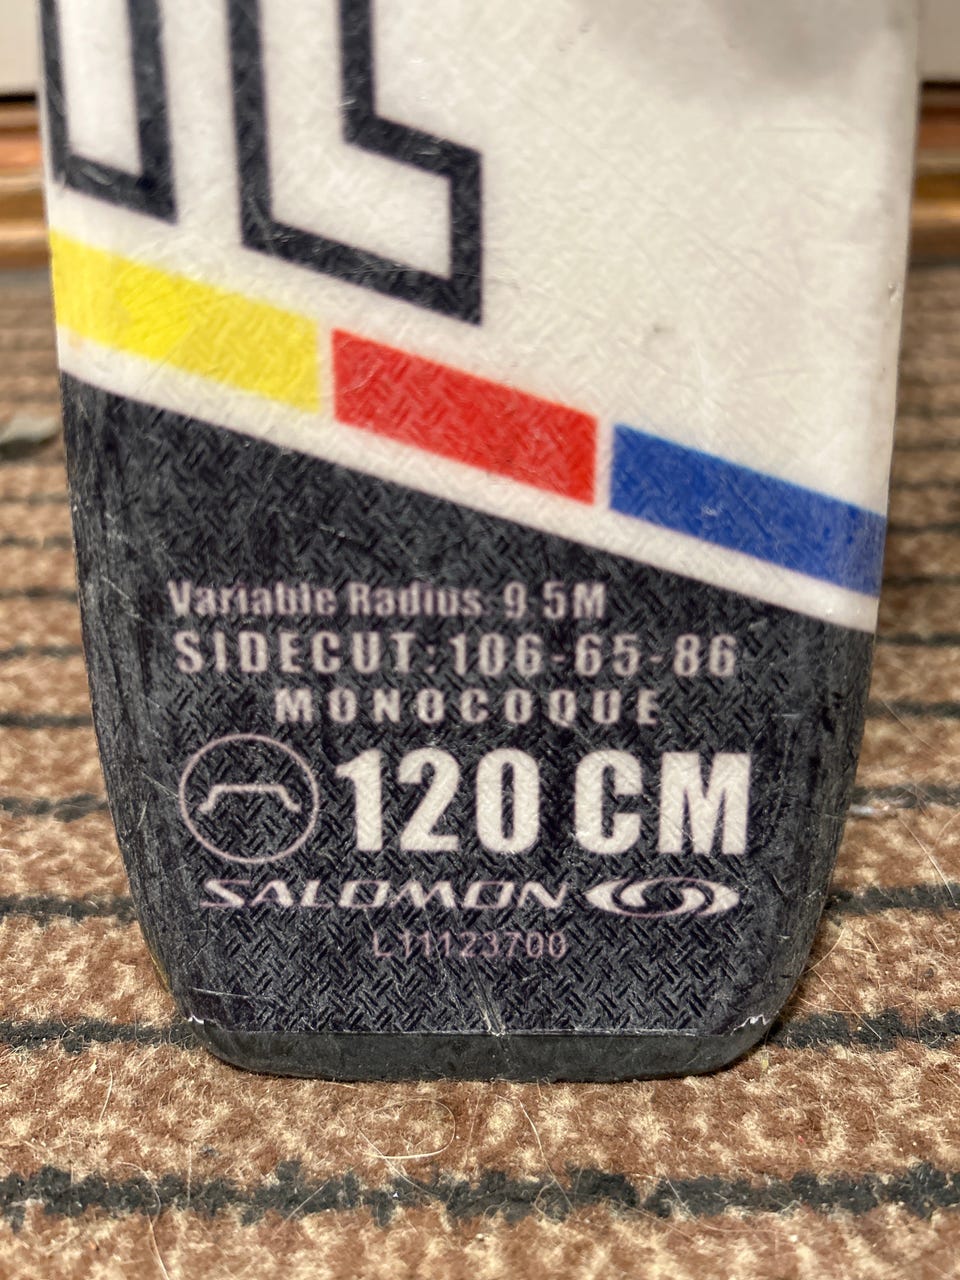 Variable Radius: 9.5M
SIDECUT:106-65-86
MONOCOQUE
120 CM
SALOMON
L11123700